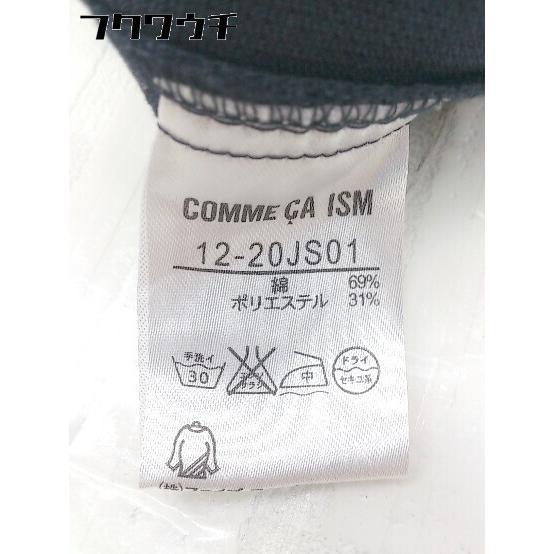 フクワウチ
COMME ÇA ISM
12-20JS01
綿 69%
ポリエステル 31%
手洗イ
30
中
ドライ
セキユ系